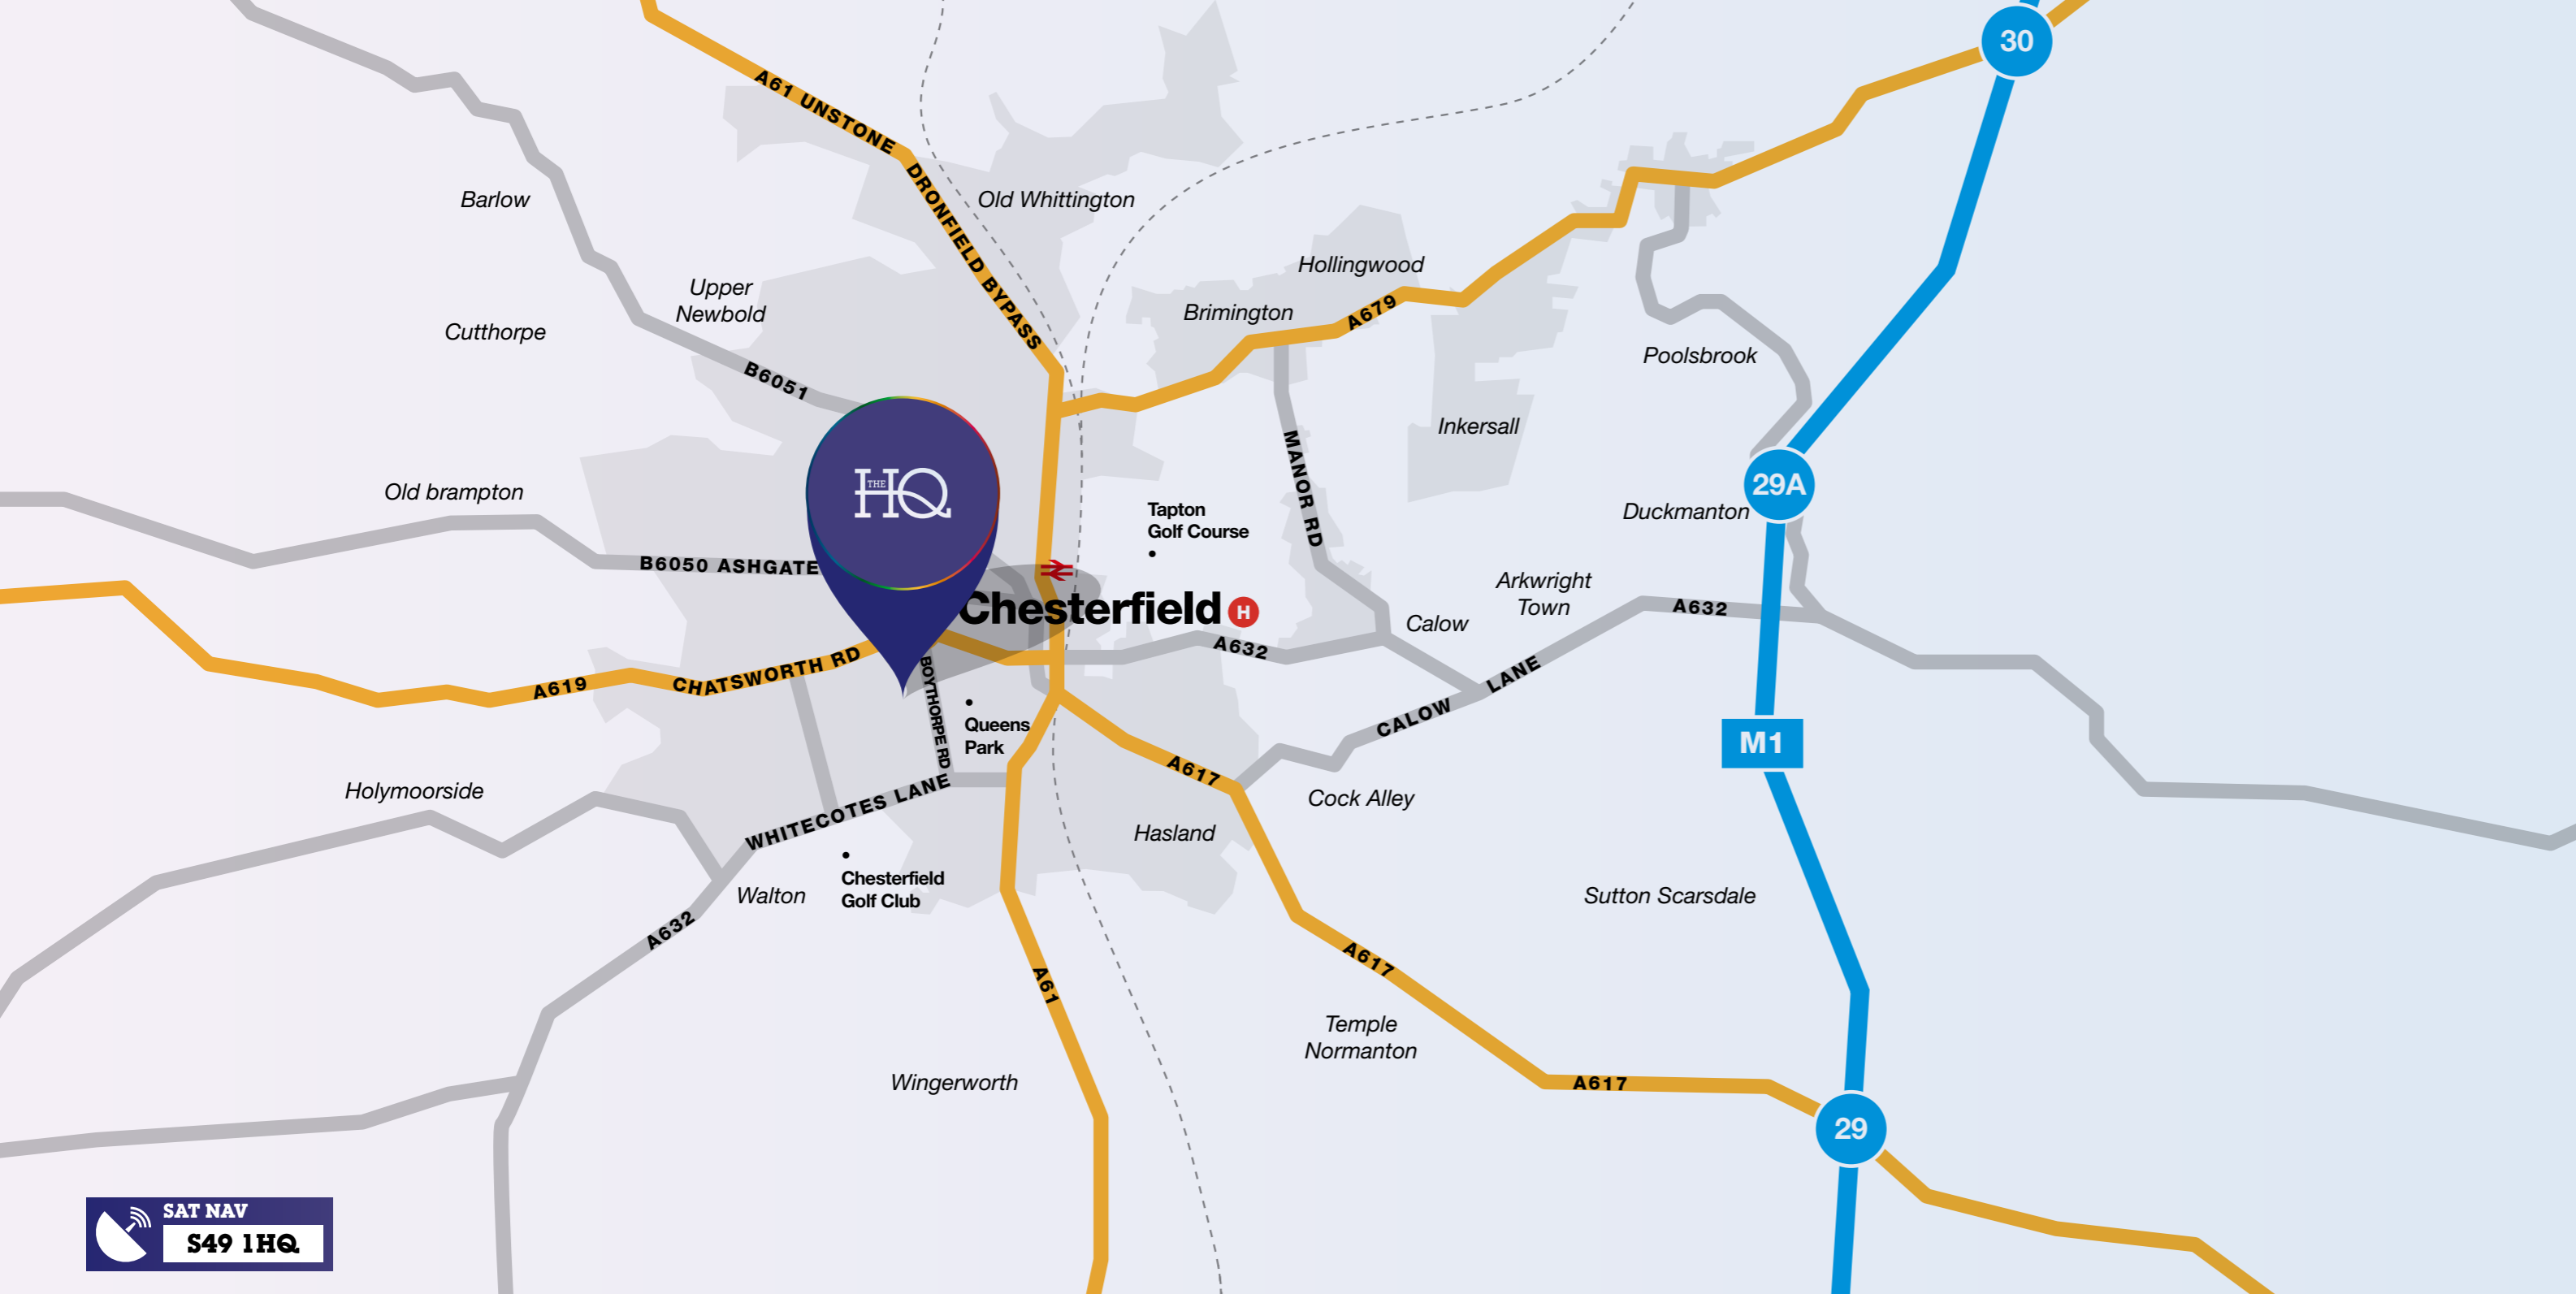 30
A61 UNSTONE
DRONFIELD BYPASS
Barlow
Old Whittington
Hollingwood
Upper
Newbold
Brimington
A679
Cutthorpe
Poolsbrook
B6051
Inkersall
THE
HQ
29A
Old brampton
MANOR RD
Tapton
Golf Course
Duckmanton
B6050 ASHGATE
Arkwright
Town
Chesterfield
H
A632
Calow
A632
CHATSWORTH RD
A619
BOYTHORPE RD
LANE
CALOW
Queens
Park
M1
A617
Holymoorside
WHITECOTES LANE
Cock Alley
Hasland
Chesterfield
Golf Club
Walton
Sutton Scarsdale
A632
A617
A61
Temple
Normanton
Wingerworth
A617
29
SAT NAV
S49 1HQ